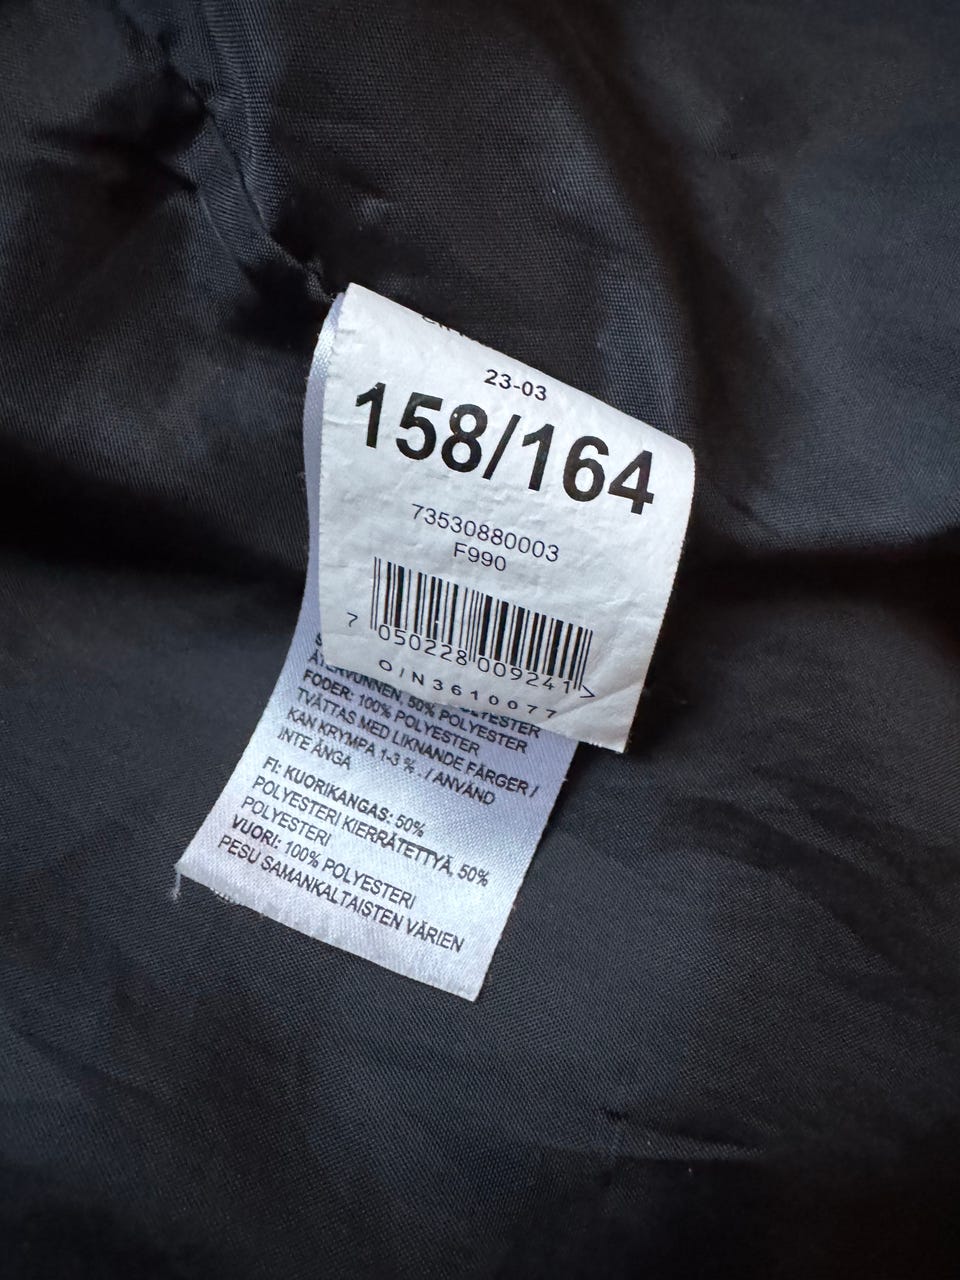 23-03
158/164
73530880003
F990
7 050228 009241 >
O/N3610077
ÅTERVUNNEN, 50% POLYESTER
FODER: 100% POLYESTER
TVÄTTAS MED LIKNANDE FÄRGER /
KAN KRYMPA 1-3 %. / ANVÄND
INTE ÅNGA
FI: KUORIKANGAS: 50%
POLYESTERI KIERRÄTETTYÄ, 50%
POLYESTERI
VUORI: 100% POLYESTERI
PESU SAMANKALTAISTEN VÄRIEN